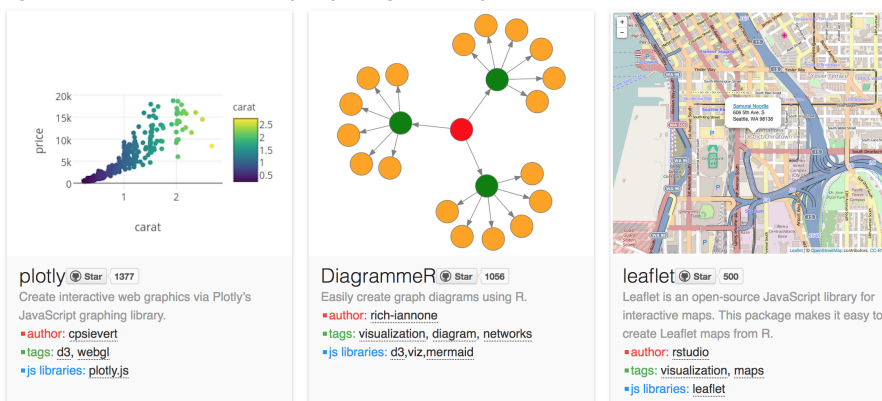 20k
15k
10k
5k
0
price
1
2
carat
carat
2.5
2
1.5
1
0.5
plotly Star 1377
Create interactive web graphics via Plotly's
JavaScript graphing library.
author: cpsievert
tags: d3, webgl
js libraries: plotly.js
DiagrammeR Star 1056
Easily create graph diagrams using R.
author: rich-iannone
tags: visualization, diagram, networks
js libraries: d3,viz,mermaid
+
−
Samurai Noodle
606 5th Ave. S
Seattle, WA 98138
Leaflet | © OpenStreetMap contributors, CC-B
leaflet Star 500
Leaflet is an open-source JavaScript library for
interactive maps. This package makes it easy to
create Leaflet maps from R.
author: rstudio
tags: visualization, maps
js libraries: leaflet